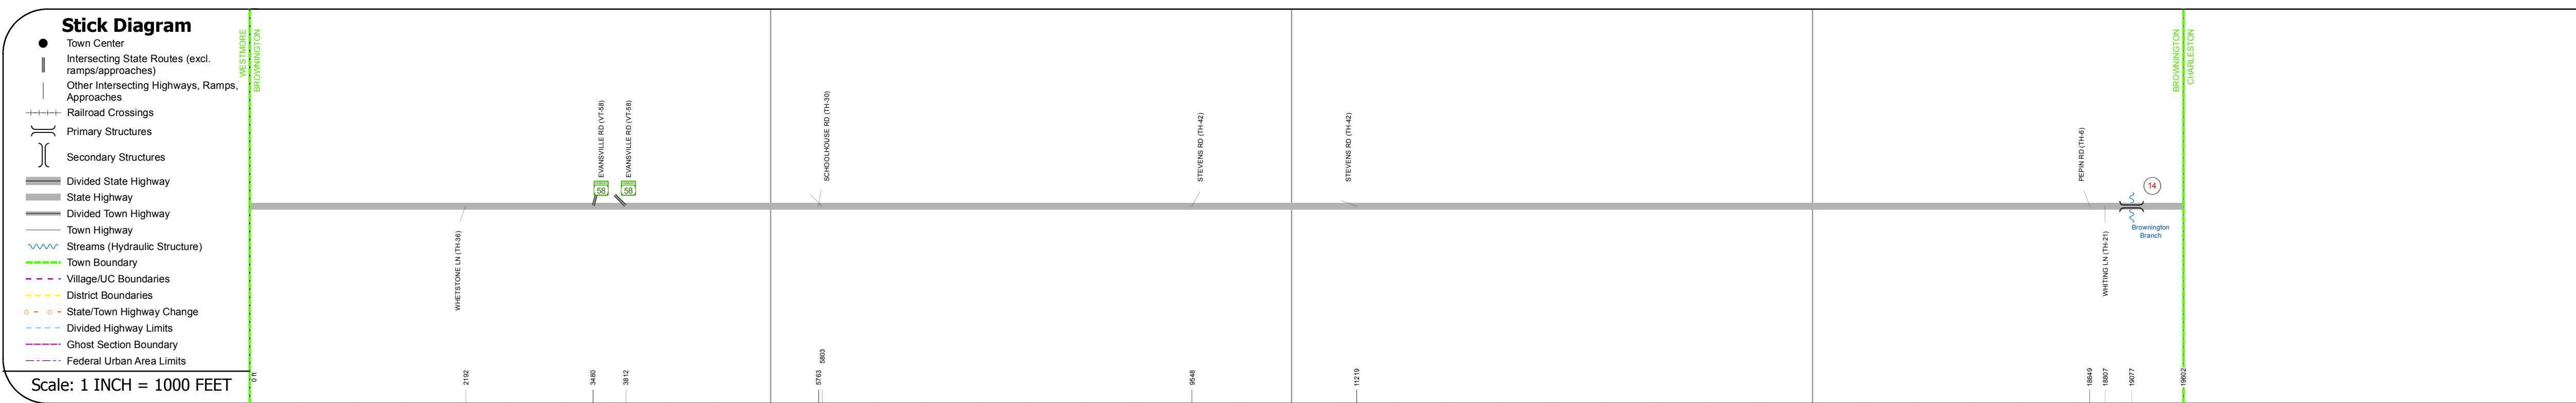 Stick Diagram
Town Center
Intersecting State Routes (excl.
ramps/approaches)
Other Intersecting Highways, Ramps,
Approaches
Railroad Crossings
Primary Structures
Secondary Structures
Divided State Highway
State Highway
Divided Town Highway
Town Highway
Streams (Hydraulic Structure)
Town Boundary
Village/UC Boundaries
District Boundaries
State/Town Highway Change
Divided Highway Limits
Ghost Section Boundary
Federal Urban Area Limits
Scale: 1 INCH = 1000 FEET
WESTMORE
BROWNINGTON
WHETSTONE LN (TH-36)
EVANSVILLE RD (VT-58)
58
EVANSVILLE RD (VT-58)
58
SCHOOLHOUSE RD (TH-30)
STEVENS RD (TH-42)
STEVENS RD (TH-42)
PEPIN RD (TH-6)
WHITING LN (TH-21)
14
Brownington
Branch
BROWNINGTON
CHARLESTON
0 ft
2192
3480
3812
5763
5803
9548
11219
18649
18807
19077
19602